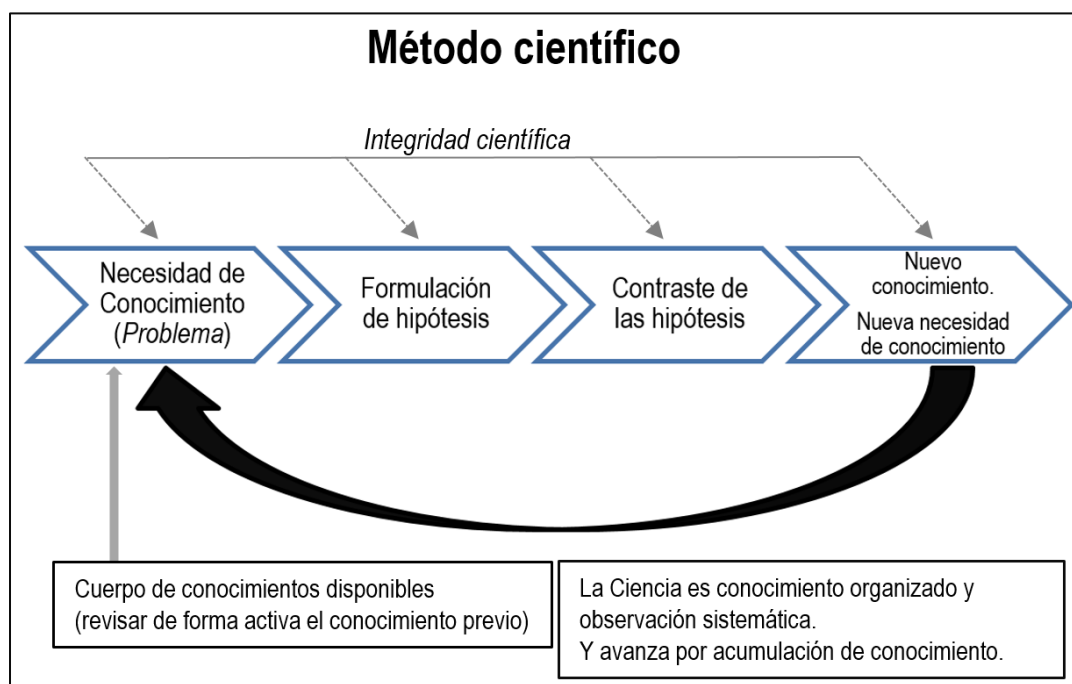 Método científico
Integridad científica
Necesidad de
Conocimiento
(Problema)
Formulación
de hipótesis
Contraste de
las hipótesis
Nuevo
conocimiento.
Nueva necesidad
de conocimiento
Cuerpo de conocimientos disponibles
(revisar de forma activa el conocimiento previo)
La Ciencia es conocimiento organizado y
observación sistemática.
Y avanza por acumulación de conocimiento.